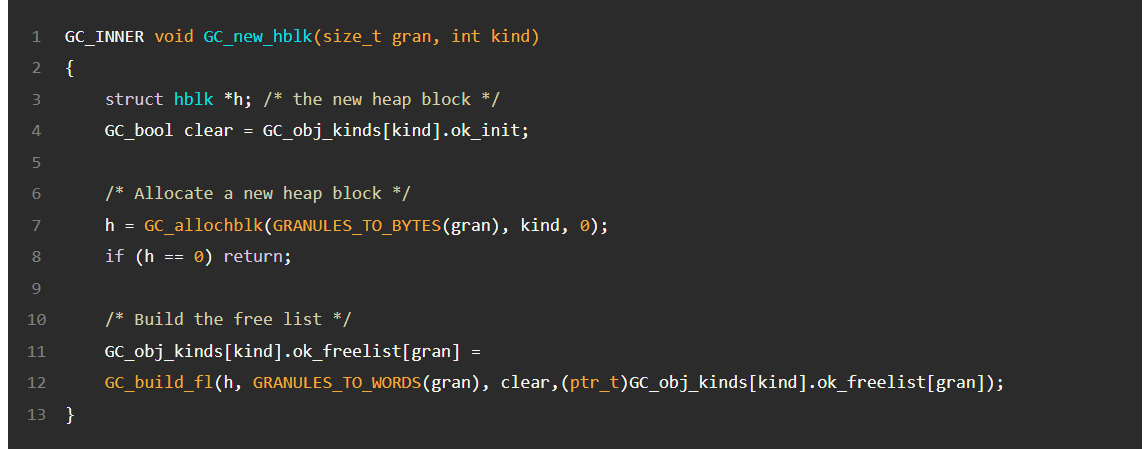 1 GC_INNER void GC_new_hblk(size_t gran, int kind)
2 {
3     struct hblk *h; /* the new heap block */
4     GC_bool clear = GC_obj_kinds[kind].ok_init;
5
6     /* Allocate a new heap block */
7     h = GC_allochblk(GRANULES_TO_BYTES(gran), kind, 0);
8     if (h == 0) return;
9
10     /* Build the free list */
11     GC_obj_kinds[kind].ok_freelist[gran] =
12     GC_build_fl(h, GRANULES_TO_WORDS(gran), clear,(ptr_t)GC_obj_kinds[kind].ok_freelist[gran]);
13 }